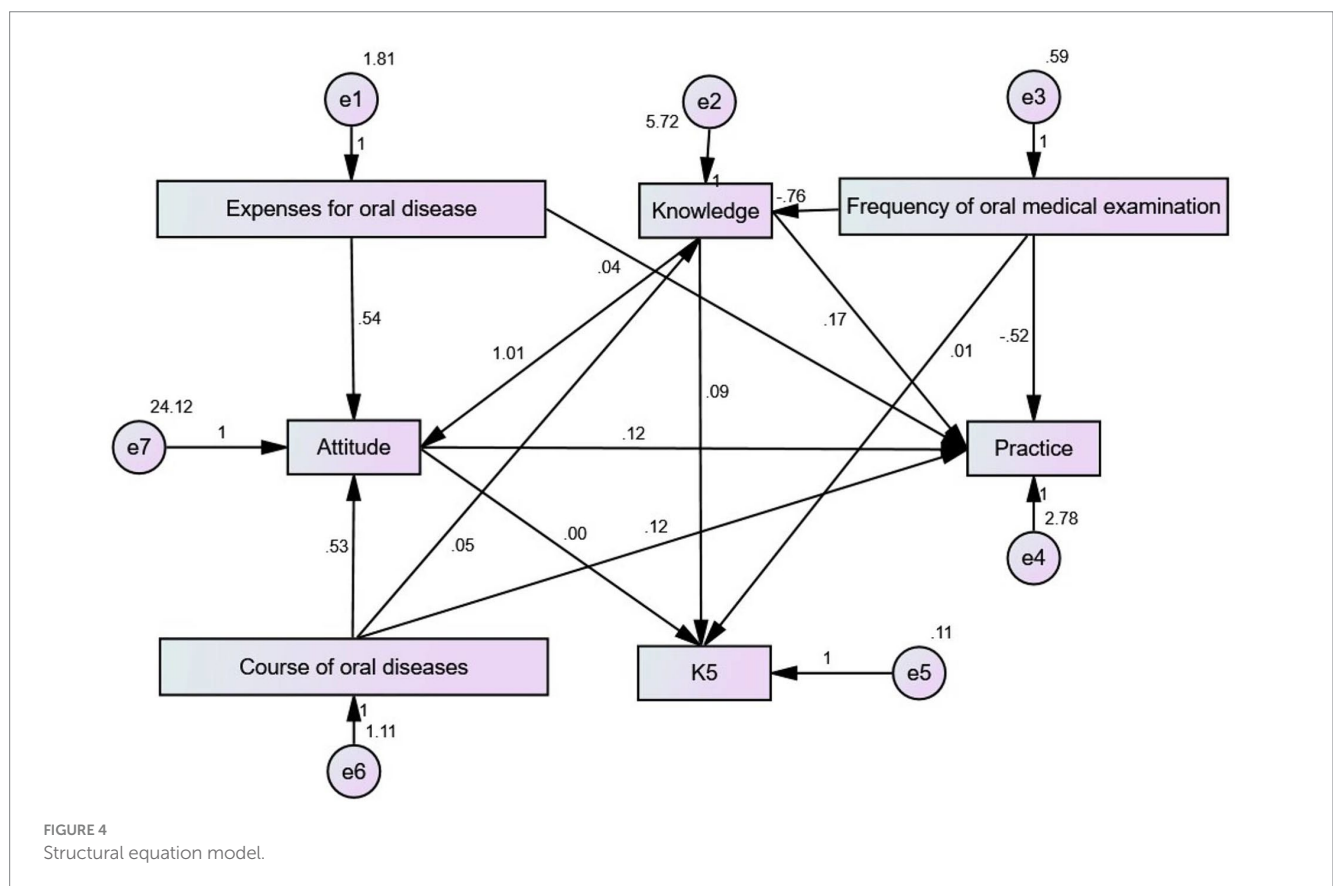 1.81
e1
1
Expenses for oral disease
e2
5.72
1
Knowledge
-.76
.59
e3
1
Frequency of oral medical examination
.04
.54
1.01
.17
.01
-.52
.09
24.12
e7
1
Attitude
.12
Practice
1
2.78
e4
.53
.05
.00
.12
Course of oral diseases
1
1.11
e6
K5
1
.11
e5
FIGURE 4
Structural equation model.